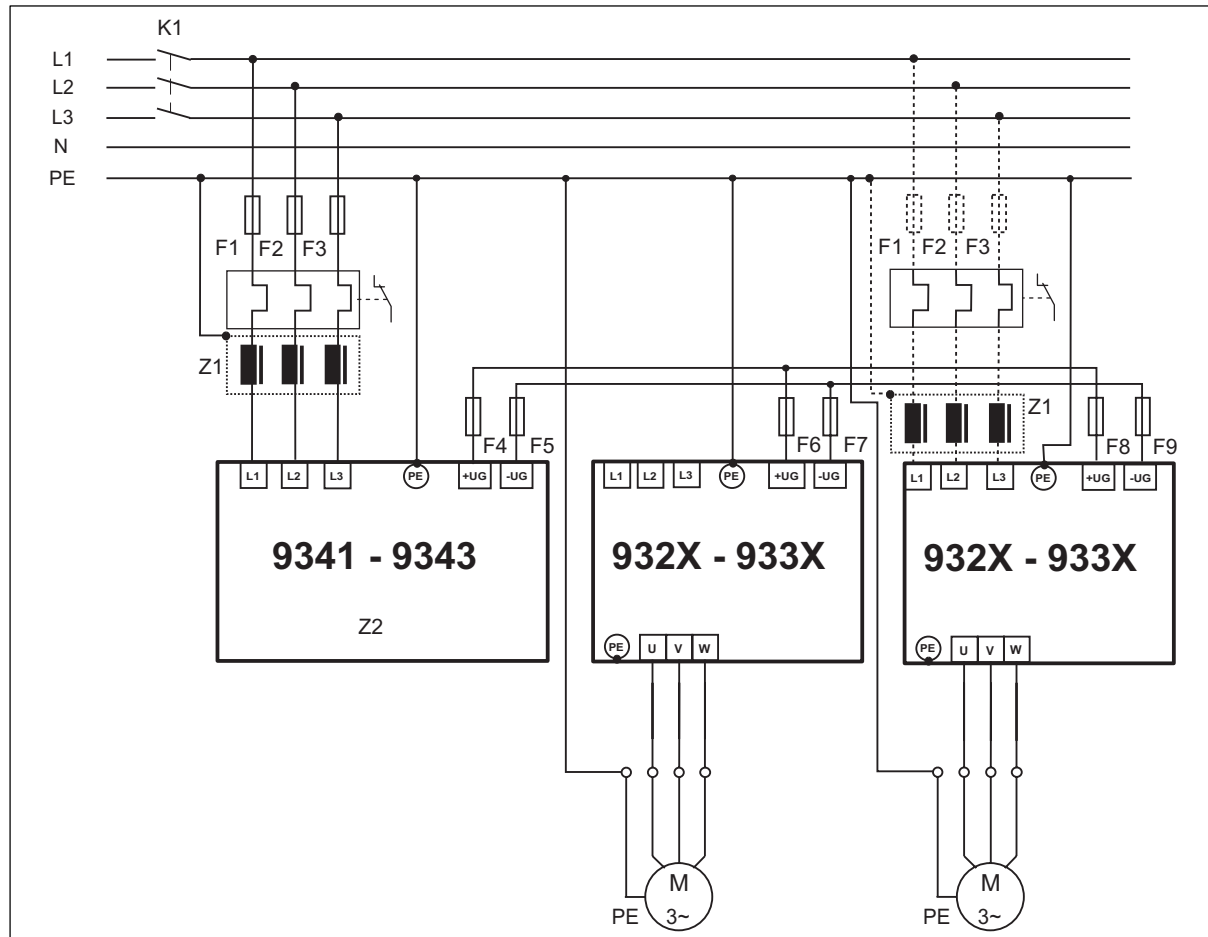 K1
L1
L2
L3
N
PE
F1 F2 F3
F1 F2 F3
Z1
Z1
F4 F5
F6 F7
F8 F9
L1 L2 L3 PE +UG -UG
L1 L2 L3 PE +UG -UG
L1 L2 L3 PE +UG -UG
9341 - 9343
932X - 933X
932X - 933X
Z2
PE U V W
PE U V W
M
3~
PE
M
3~
PE